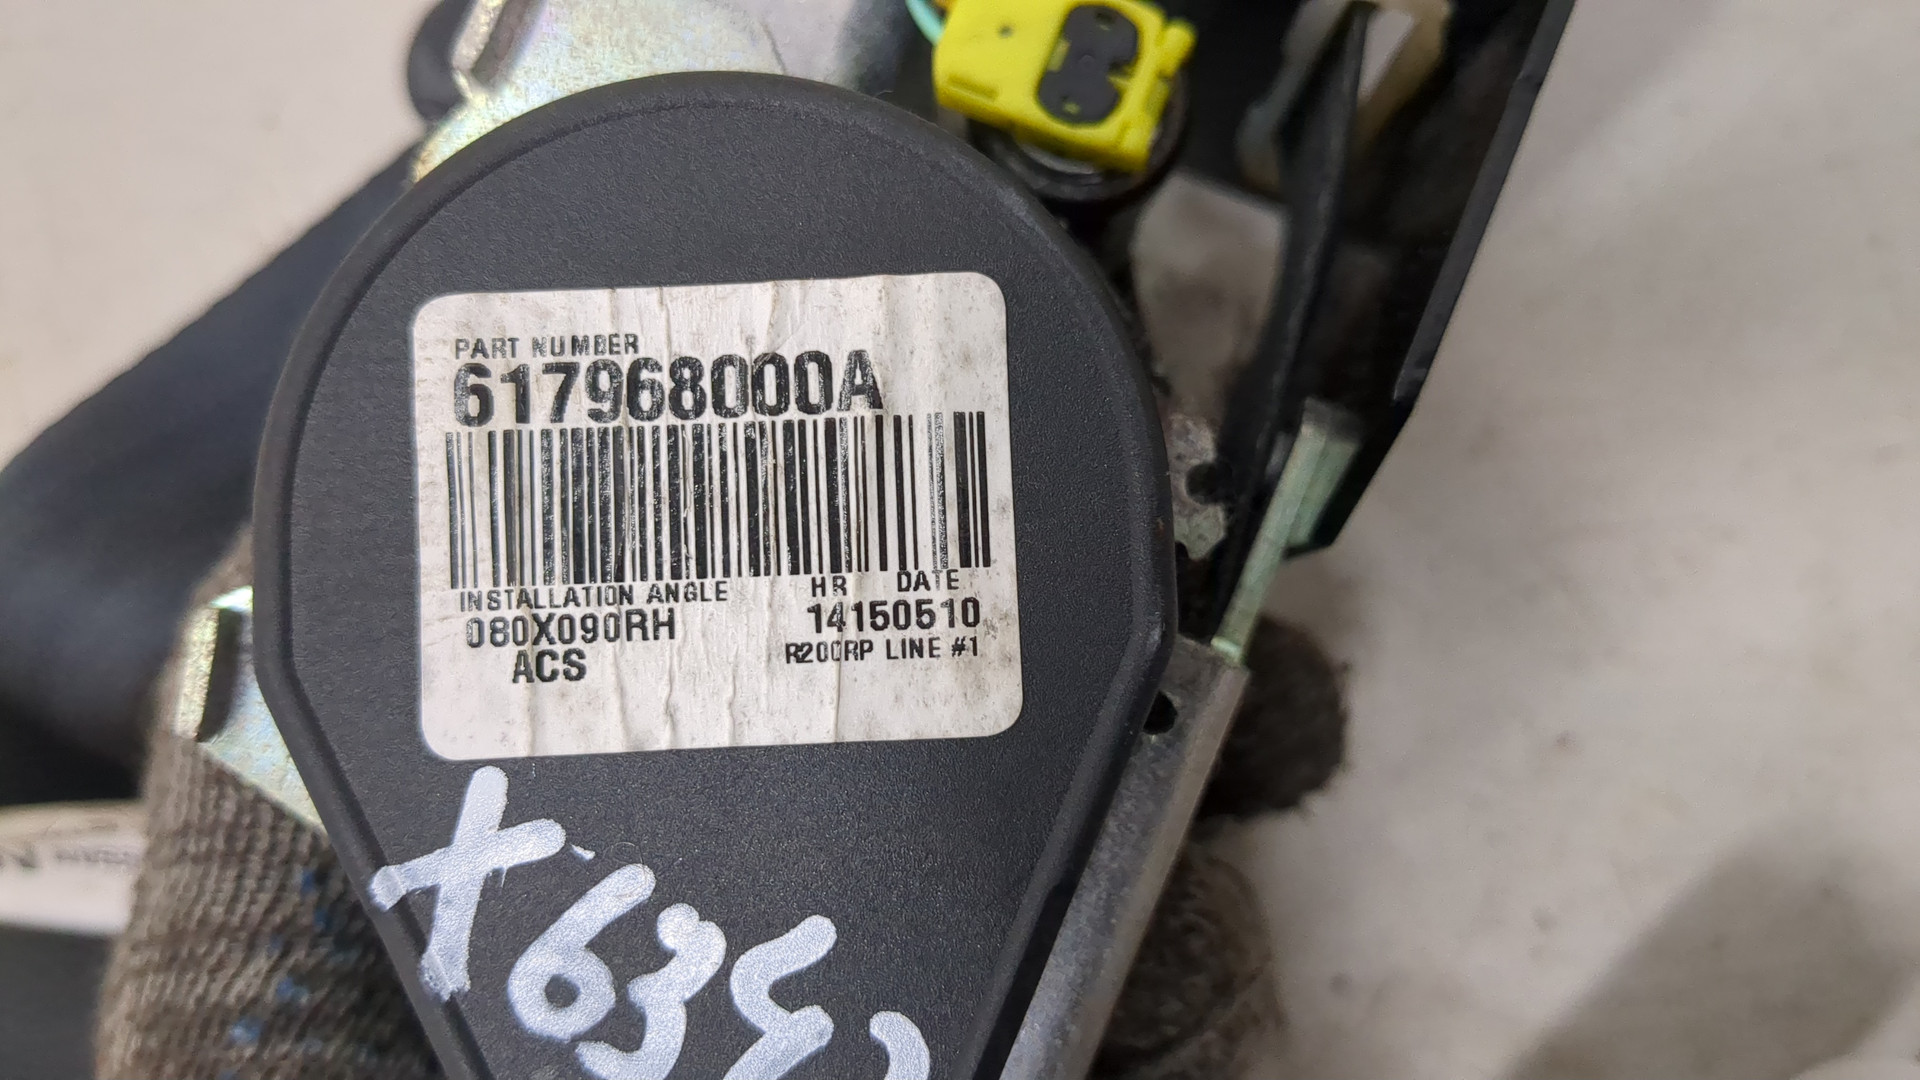 PART NUMBER
617968000A
INSTALLATION ANGLE HR DATE
080X090RH 14150510
ACS R200RP LINE #1